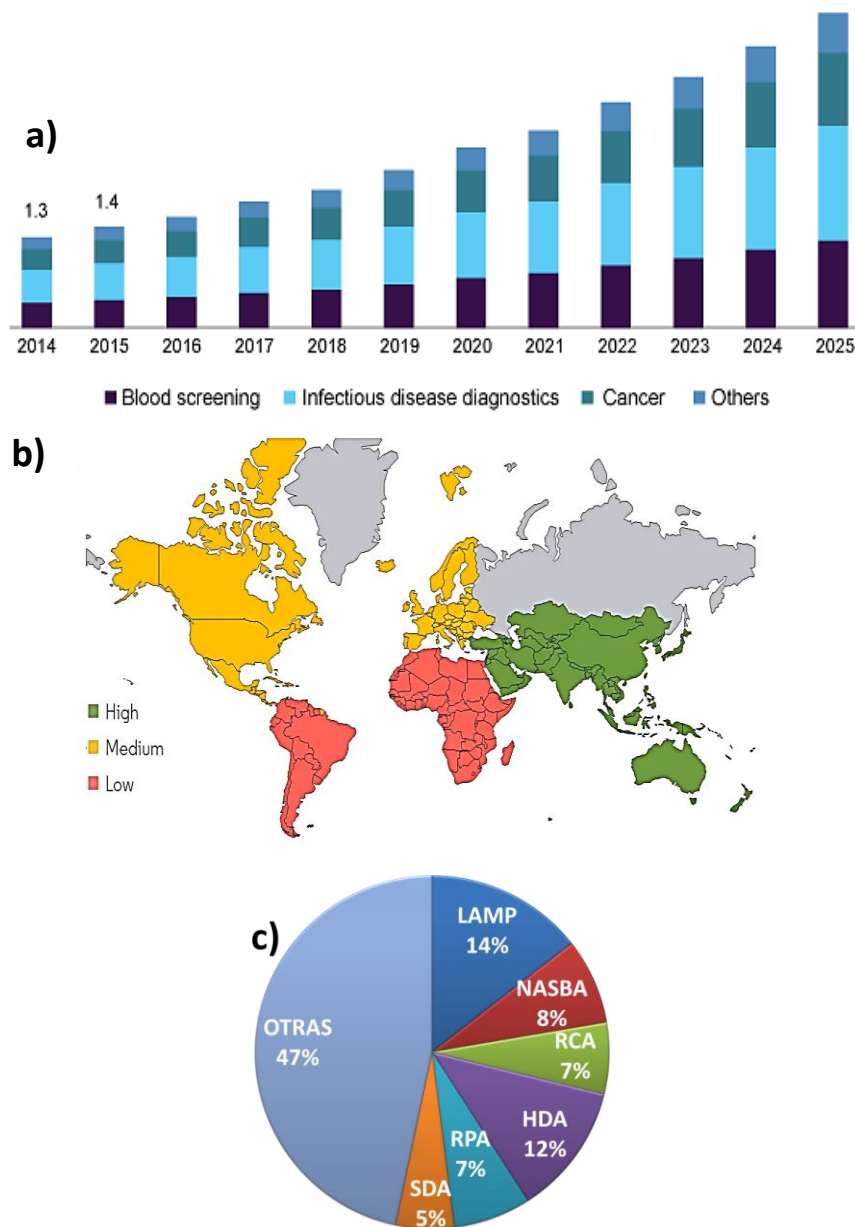 a)
1.3
1.4
2014 2015 2016 2017 2018 2019 2020 2021 2022 2023 2024 2025
Blood screening Infectious disease diagnostics Cancer Others
b)
High
Medium
Low
c)
LAMP
14%
NASBA
8%
RCA
7%
HDA
12%
RPA
7%
SDA
5%
OTRAS
47%